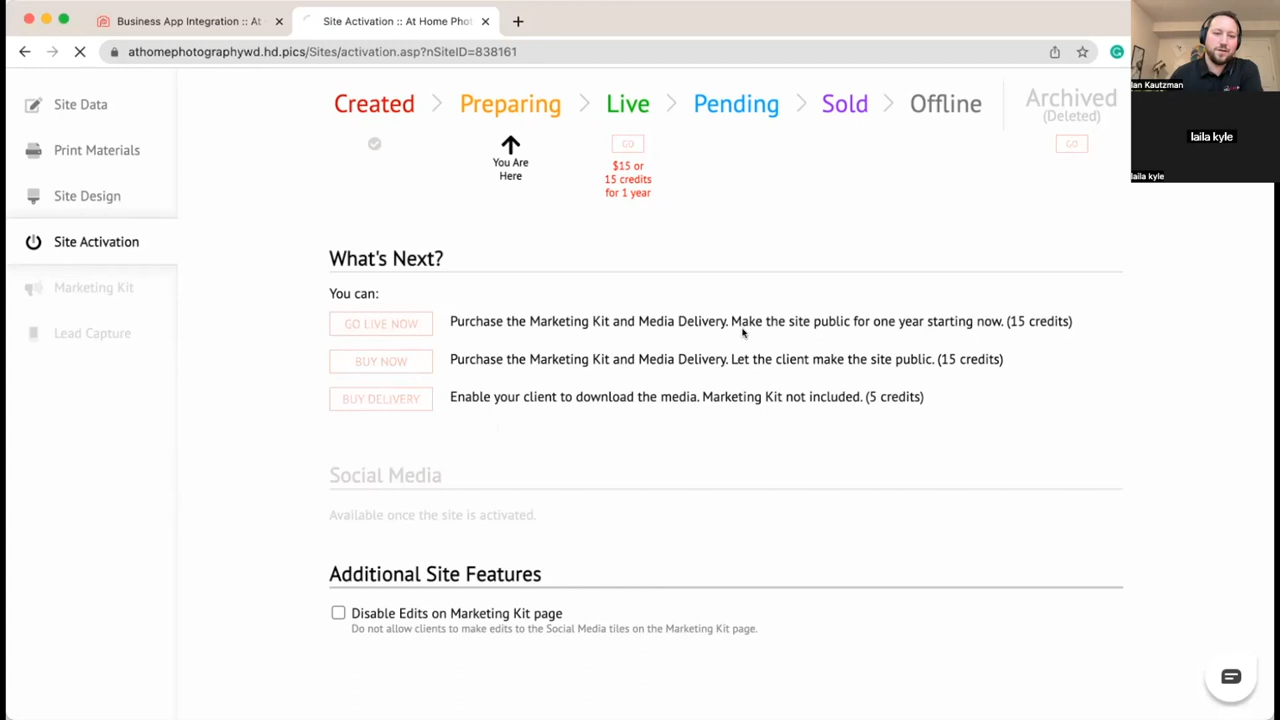 Business App Integration :: At
Site Activation :: At Home Phot
athomephotographywd.hd.pics/Sites/activation.asp?nSiteID=838161
Kautzman
laila kyle
laila kyle
Site Data
Print Materials
Site Design
Site Activation
Marketing Kit
Lead Capture
Created
Preparing
Live
Pending
Sold
Offline
Archived
(Deleted)
You Are
Here
GO
$15 or
15 credits
for 1 year
GO
What's Next?
You can:
GO LIVE NOW Purchase the Marketing Kit and Media Delivery. Make the site public for one year starting now. (15 credits)
BUY NOW Purchase the Marketing Kit and Media Delivery. Let the client make the site public. (15 credits)
BUY DELIVERY Enable your client to download the media. Marketing Kit not included. (5 credits)
Social Media
Available once the site is activated.
Additional Site Features
Disable Edits on Marketing Kit page
Do not allow clients to make edits to the Social Media tiles on the Marketing Kit page.